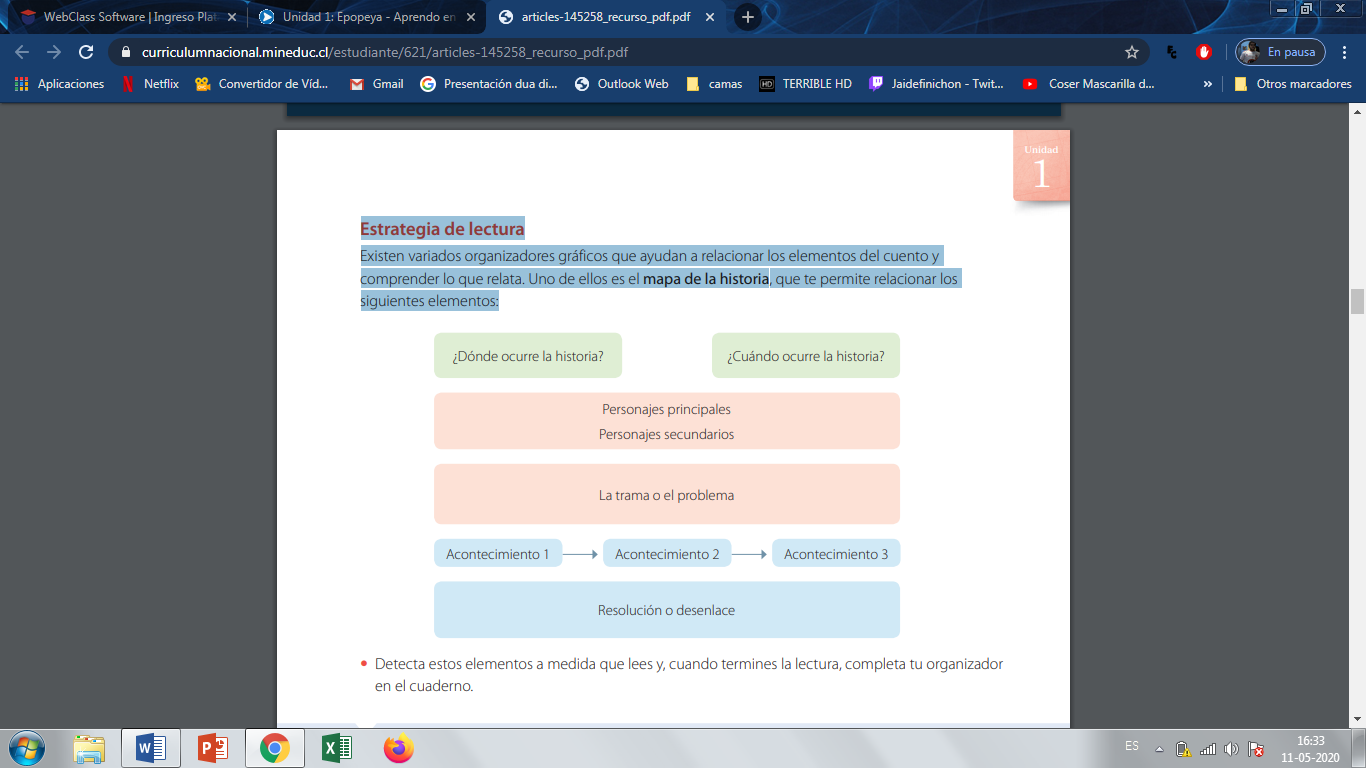 WebClass Software | Ingreso Plat
Unidad 1: Epopeya - Aprendo en
articles-145258_recurso_pdf.pdf
curriculumnacional.mineduc.cl/estudiante/621/articles-145258_recurso_pdf.pdf
En pausa
Aplicaciones
Netflix
Convertidor de Víd...
Gmail
Presentación dua di...
Outlook Web
camas
HD
TERRIBLE HD
Jaidefinichon - Twit...
Coser Mascarilla d...
»
Otros marcadores
Unidad
1
Estrategia de lectura
Existen variados organizadores gráficos que ayudan a relacionar los elementos del cuento y
comprender lo que relata. Uno de ellos es el mapa de la historia, que te permite relacionar los
siguientes elementos:
¿Dónde ocurre la historia?
¿Cuándo ocurre la historia?
Personajes principales
Personajes secundarios
La trama o el problema
Acontecimiento 1
Acontecimiento 2
Acontecimiento 3
Resolución o desenlace
• Detecta estos elementos a medida que lees y, cuando termines la lectura, completa tu organizador
en el cuaderno.
ES
16:33
11-05-2020